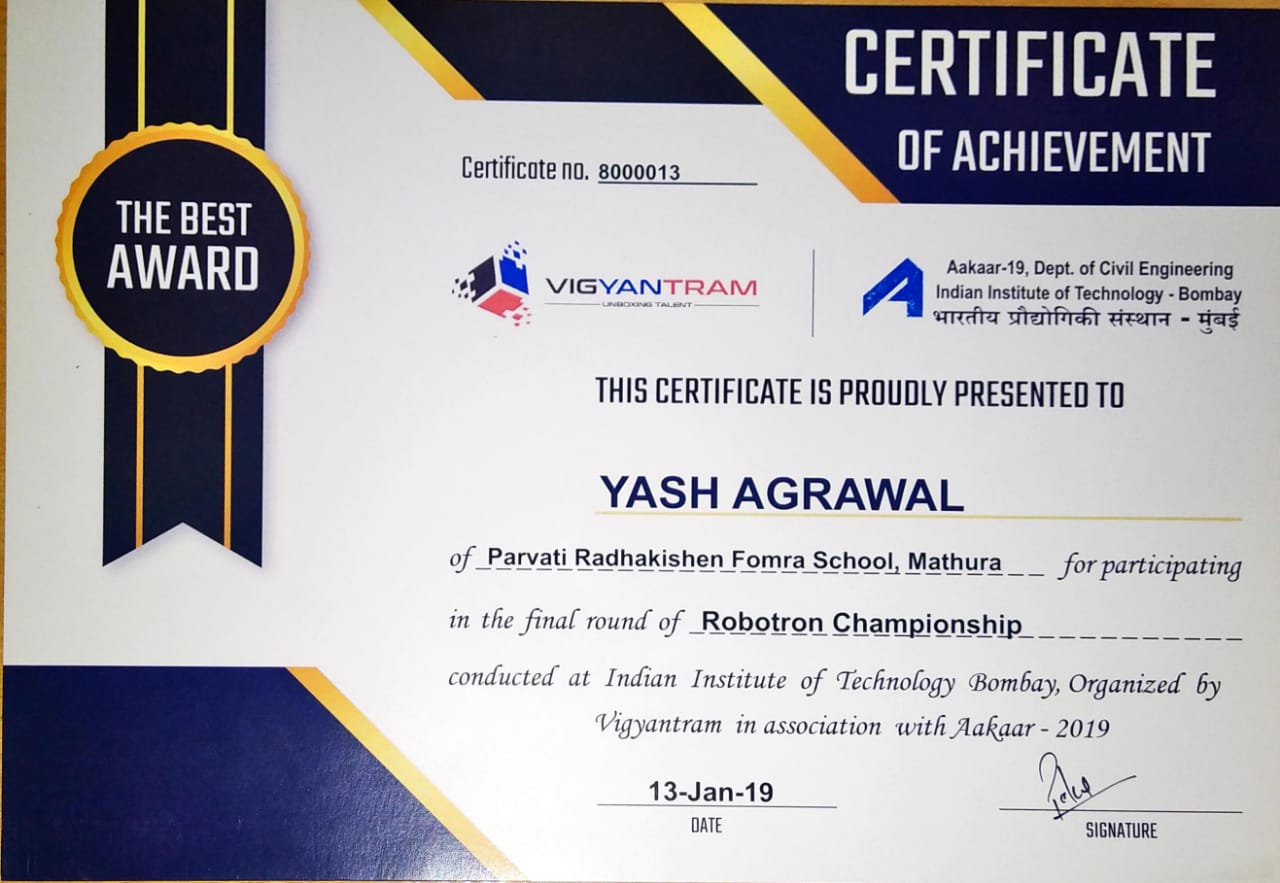 CERTIFICATE
OF ACHIEVEMENT
Certificate no. 8000013
THE BEST
AWARD
VIGYANTRAM
UNBOXING TALENT
Aakaar-19, Dept. of Civil Engineering
Indian Institute of Technology - Bombay
भारतीय प्रौद्योगिकी संस्थान - मुंबई
THIS CERTIFICATE IS PROUDLY PRESENTED TO
YASH AGRAWAL
of Parvati Radhakishen Fomra School, Mathura for participating
in the final round of Robotron Championship
conducted at Indian Institute of Technology Bombay, Organized by
Vigyantram in association with Aakaar - 2019
13-Jan-19
DATE
SIGNATURE